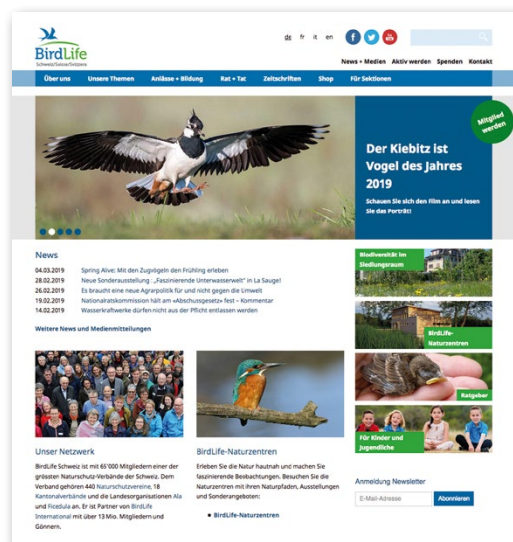 de fr it en
BirdLife
Schweiz/Suisse/Svizzera
News + Medien Aktiv werden Spenden Kontakt
Über uns Unsere Themen Anlässe + Bildung Rat + Tat Zeitschriften Shop Für Sektionen
Mitglied
werden
Der Kiebitz ist
Vogel des Jahres
2019
Schauen Sie sich den Film an und lesen
Sie das Porträt!
News
04.03.2019 Spring Alive: Mit den Zugvögeln den Frühling erleben
28.02.2019 Neue Sonderausstellung : „Faszinierende Unterwasserwelt" in La Sauge!
26.02.2019 Es braucht eine neue Agrarpolitik für und nicht gegen die Umwelt
19.02.2019 Nationalratskommission hält am «Abschussgesetz» fest – Kommentar
14.02.2019 Wasserkraftwerke dürfen nicht aus der Pflicht entlassen werden
Weitere News und Medienmitteilungen
Biodiversität im
Siedlungsraum
BirdLife-
Naturzentren
Ratgeber
Für Kinder und
Jugendliche
Unser Netzwerk
BirdLife Schweiz ist mit 65'000 Mitgliedern einer der
grössten Naturschutz-Verbände der Schweiz. Dem
Verband gehören 440 Naturschutzvereine, 18
Kantonalverbände und die Landesorganisationen Ala
und Ficedula an. Er ist Partner von BirdLife
International mit über 13 Mio. Mitgliedern und
Gönnern.
BirdLife-Naturzentren
Erleben Sie die Natur hautnah und machen Sie
faszinierende Beobachtungen. Besuchen Sie die
Naturzentren mit ihren Naturpfaden, Ausstellungen
und Sonderangeboten:
BirdLife-Naturzentren
Anmeldung Newsletter
E-Mail-Adresse Abonnieren